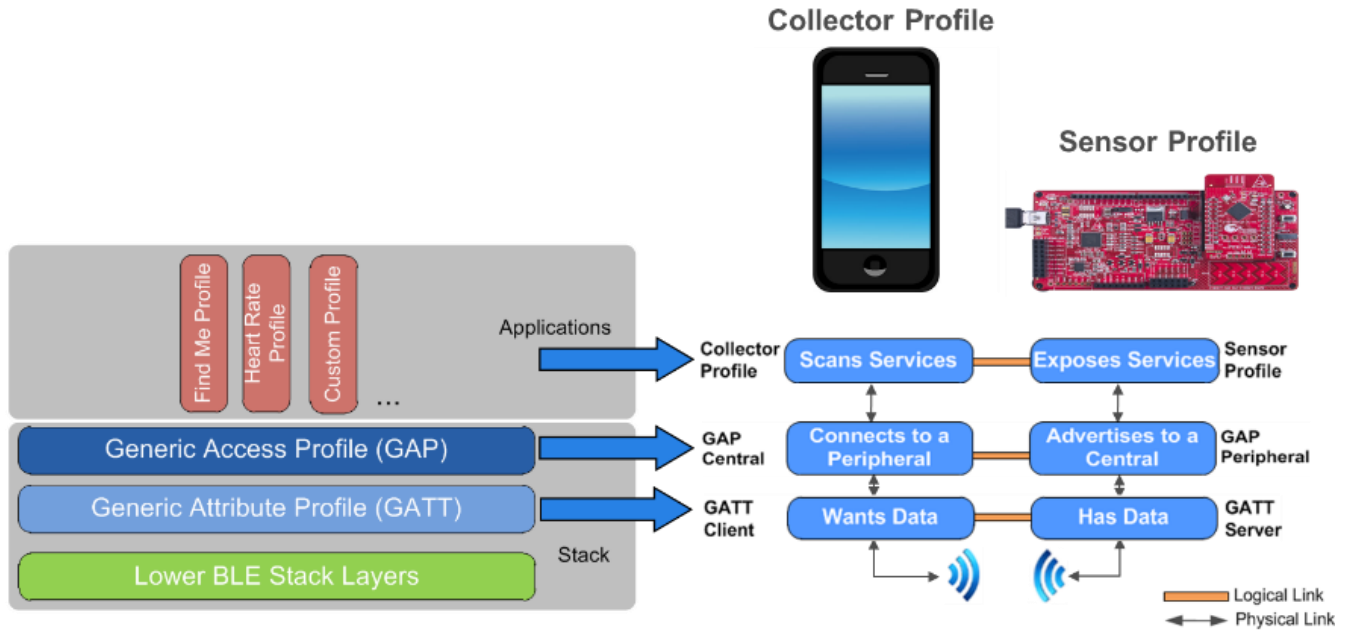 Collector Profile
Sensor Profile
Find Me Profile
Heart Rate
Profile
Custom Profile
...
Applications
Collector
Profile
Scans Services
Exposes Services
Sensor
Profile
Generic Access Profile (GAP)
GAP
Central
Connects to a
Peripheral
Advertises to a
Central
GAP
Peripheral
Generic Attribute Profile (GATT)
GATT
Client
Wants Data
Has Data
GATT
Server
Stack
Lower BLE Stack Layers
Logical Link
Physical Link